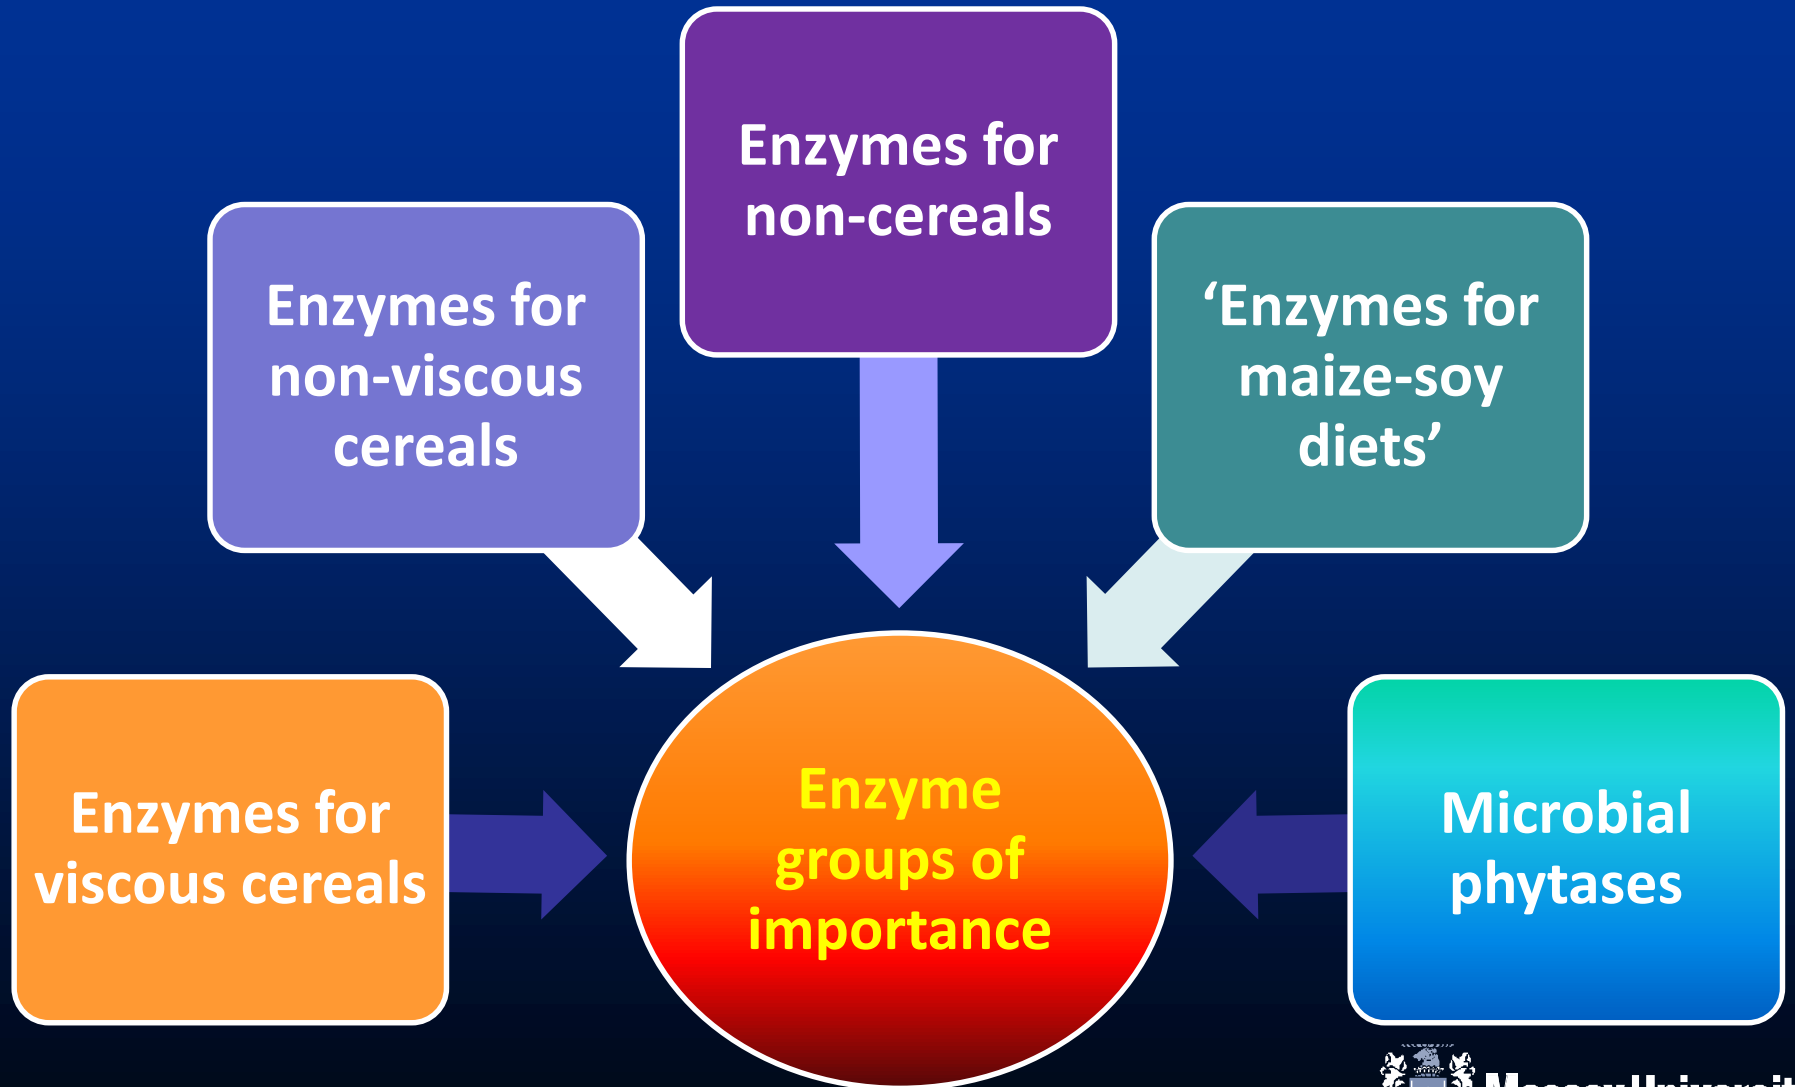 Enzymes for
non-cereals
Enzymes for
non-viscous
cereals
‘Enzymes for
maize-soy
diets’
Enzymes for
viscous cereals
Enzyme
groups of
importance
Microbial
phytases